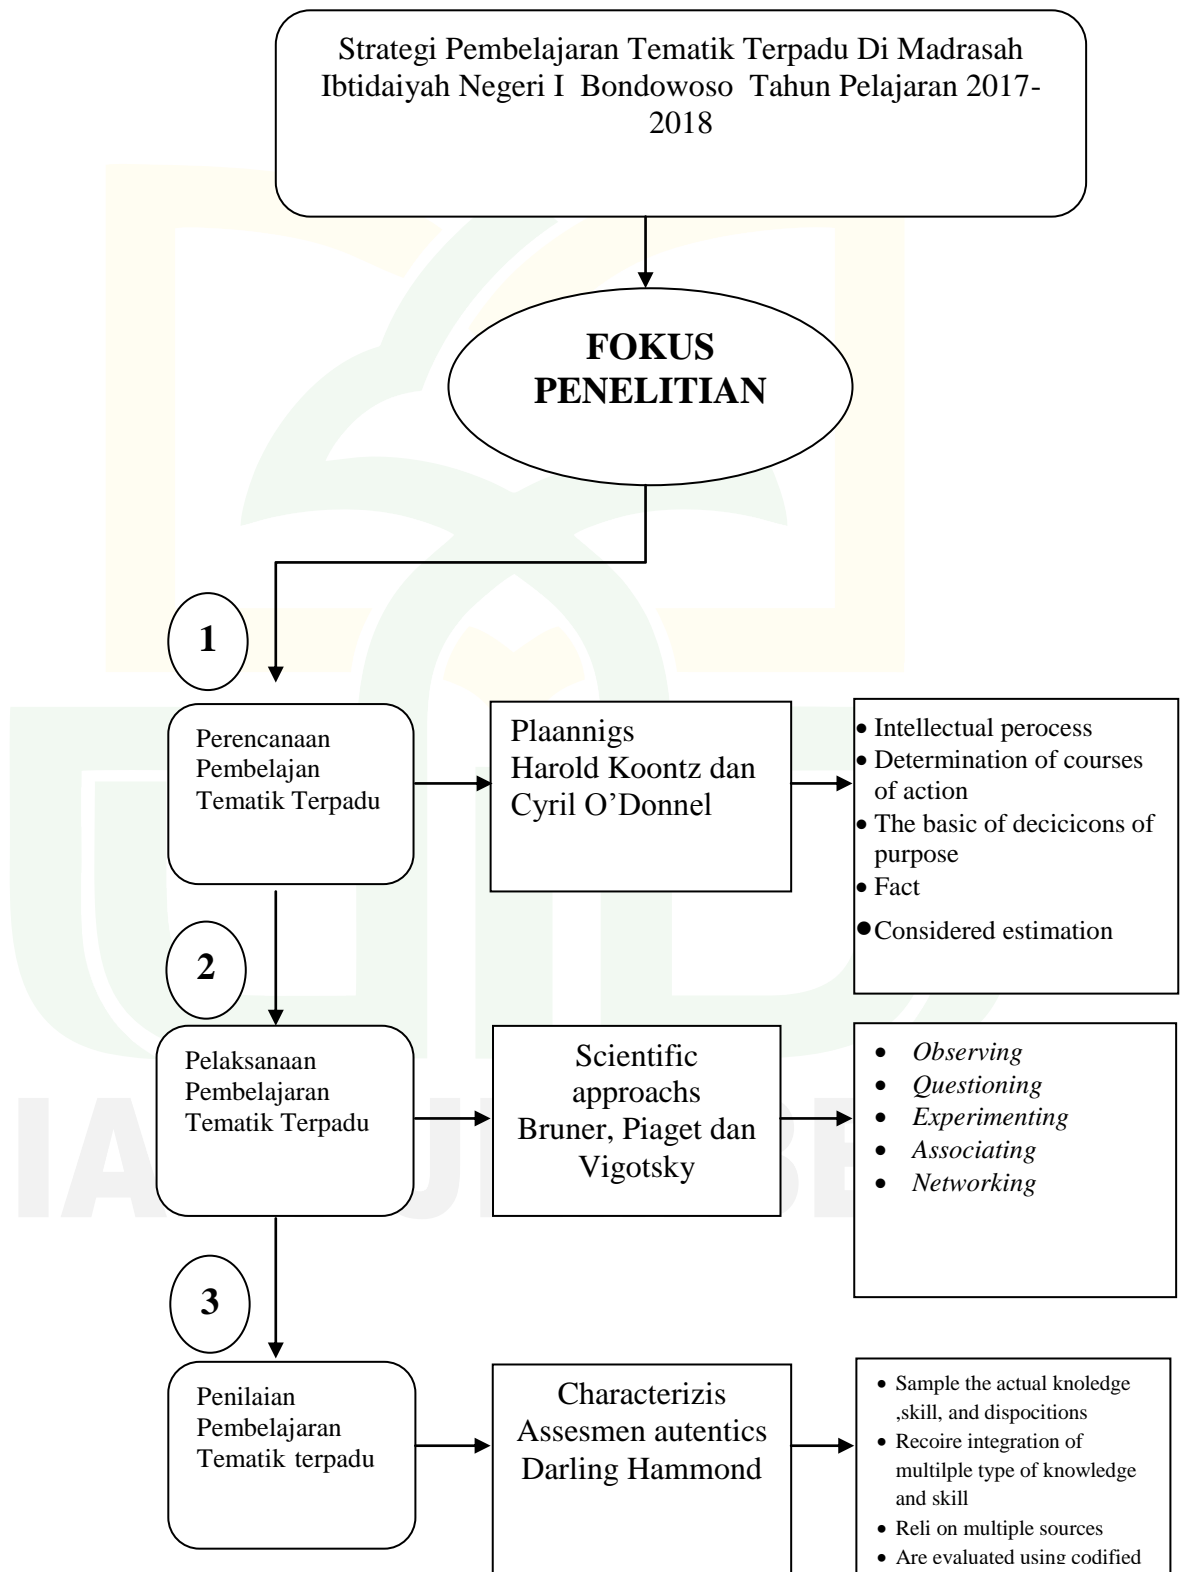 Strategi Pembelajaran Tematik Terpadu Di Madrasah
Ibtidaiyah Negeri I Bondowoso Tahun Pelajaran 2017-
2018
FOKUS
PENELITIAN
1
Perencanaan
Pembelajan
Tematik Terpadu
Plaannigs
Harold Koontz dan
Cyril O’Donnel
• Intellectual perocess
• Determination of courses
of action
• The basic of decicicons of
purpose
• Fact
• Considered estimation
2
Pelaksanaan
Pembelajaran
Tematik Terpadu
Scientific
approachs
Bruner, Piaget dan
Vigotsky
• Observing
• Questioning
• Experimenting
• Associating
• Networking
3
Penilaian
Pembelajaran
Tematik terpadu
Characterizis
Assesmen autentics
Darling Hammond
• Sample the actual knoledge
,skill, and dispocitions
• Recoire integration of
multilple type of knowledge
and skill
• Reli on multiple sources
• Are evaluated using codified